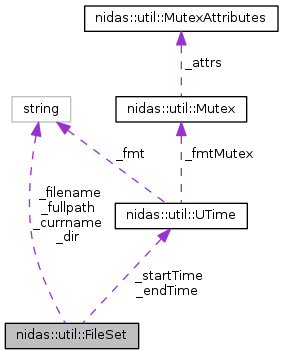 nidas::util::MutexAttributes
_attrs
string
nidas::util::Mutex
_fmt
_fmtMutex
_filename
_fullpath
_currname
_dir
nidas::util::UTime
_startTime
_endTime
nidas::util::FileSet